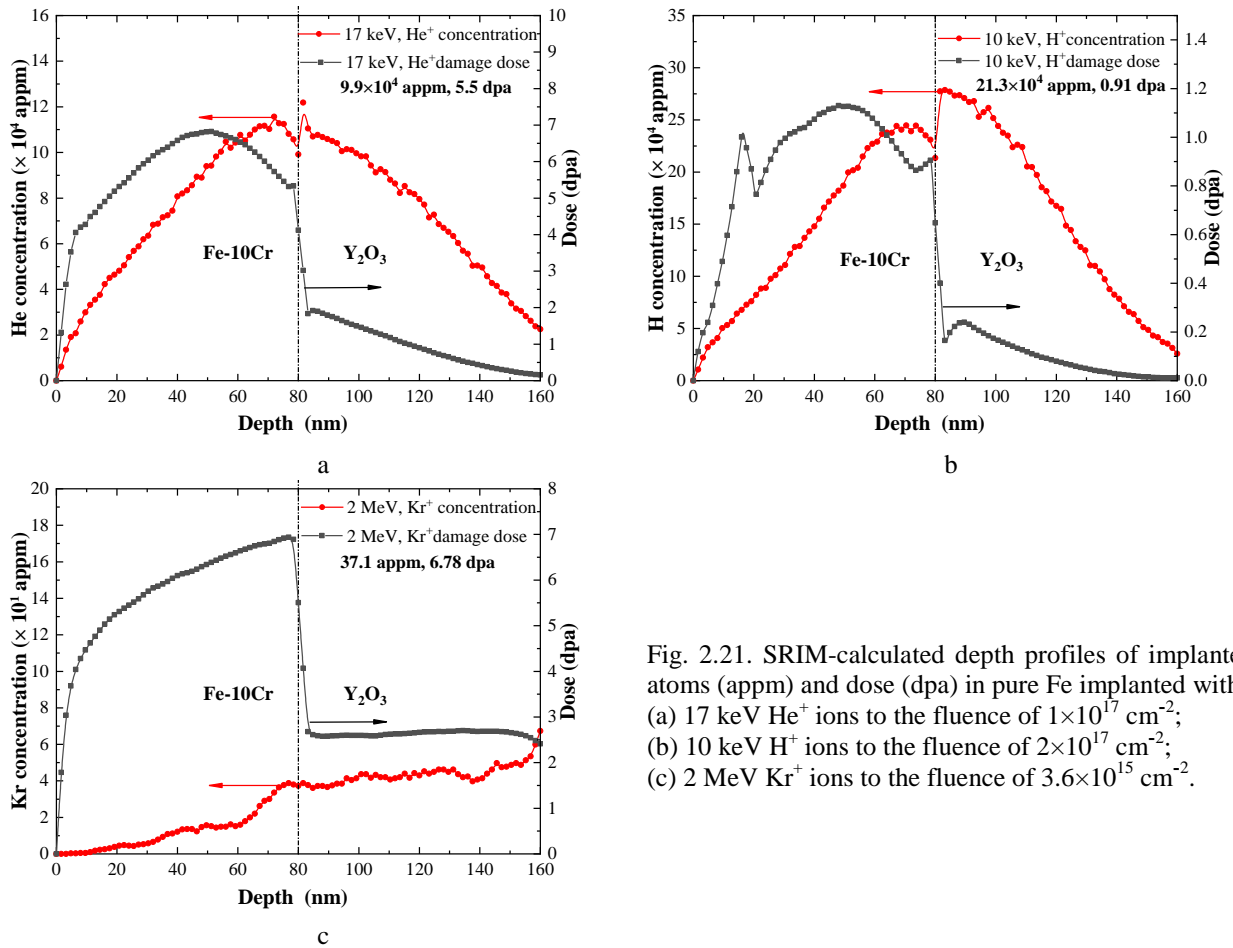 16
14
12
10
8
6
4
2
0
He concentration (× 10⁴ appm)
17 keV, He⁺ concentration
17 keV, He⁺ damage dose
9.9×10⁴ appm, 5.5 dpa
Fe-10Cr
Y₂O₃
10
9
8
7
6
5
4
3
2
1
0
Dose (dpa)
0 20 40 60 80 100 120 140 160
Depth (nm)
a
35
30
25
20
15
10
5
0
H concentration (× 10⁴ appm)
10 keV, H⁺ concentration
10 keV, H⁺ damage dose
21.3×10⁴ appm, 0.91 dpa
Fe-10Cr
Y₂O₃
1.5
1.4
1.2
1.0
0.8
0.6
0.4
0.2
0.0
Dose (dpa)
0 20 40 60 80 100 120 140 160
Depth (nm)
b
20
18
16
14
12
10
8
6
4
2
0
Kr concentration (× 10¹ appm)
2 MeV, Kr⁺ concentration
2 MeV, Kr⁺ damage dose
37.1 appm, 6.78 dpa
Fe-10Cr
Y₂O₃
8
7
6
5
4
3
2
1
0
Dose (dpa)
0 20 40 60 80 100 120 140 160
Depth (nm)
c
Fig. 2.21. SRIM-calculated depth profiles of implante
atoms (appm) and dose (dpa) in pure Fe implanted with
(a) 17 keV He⁺ ions to the fluence of 1×10¹⁷ cm⁻²;
(b) 10 keV H⁺ ions to the fluence of 2×10¹⁷ cm⁻²;
(c) 2 MeV Kr⁺ ions to the fluence of 3.6×10¹⁵ cm⁻².